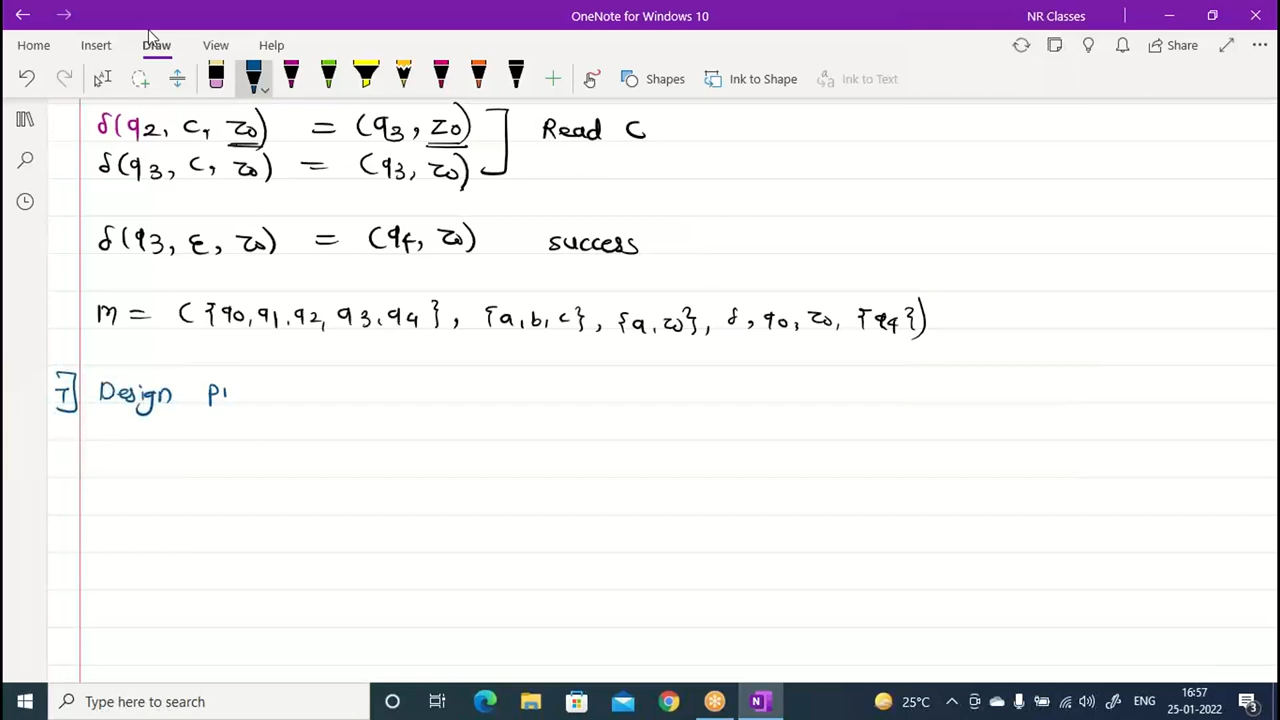 OneNote for Windows 10
NR Classes
Home Insert Draw View Help
Share
Shapes
Ink to Shape
Ink to Text
δ(q2, c, z0) = (q3, z0) ] Read C
δ(q3, c, z0) = (q3, z0)
δ(q3, ε, z0) = (qf, z0) success
m = ({q0, q1, q2, q3, q4}, {a, b, c}, {a, z0}, δ, q0, z0, {q4})
7] Design
Type here to search
25°C
ENG
16:57
25-01-2022
3